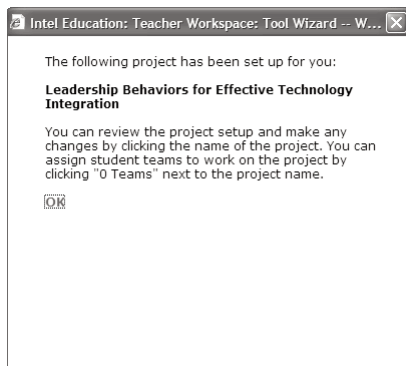 Intel Education: Teacher Workspace: Tool Wizard -- W...
The following project has been set up for you:
Leadership Behaviors for Effective Technology
Integration
You can review the project setup and make any
changes by clicking the name of the project. You can
assign student teams to work on the project by
clicking "0 Teams" next to the project name.
OK